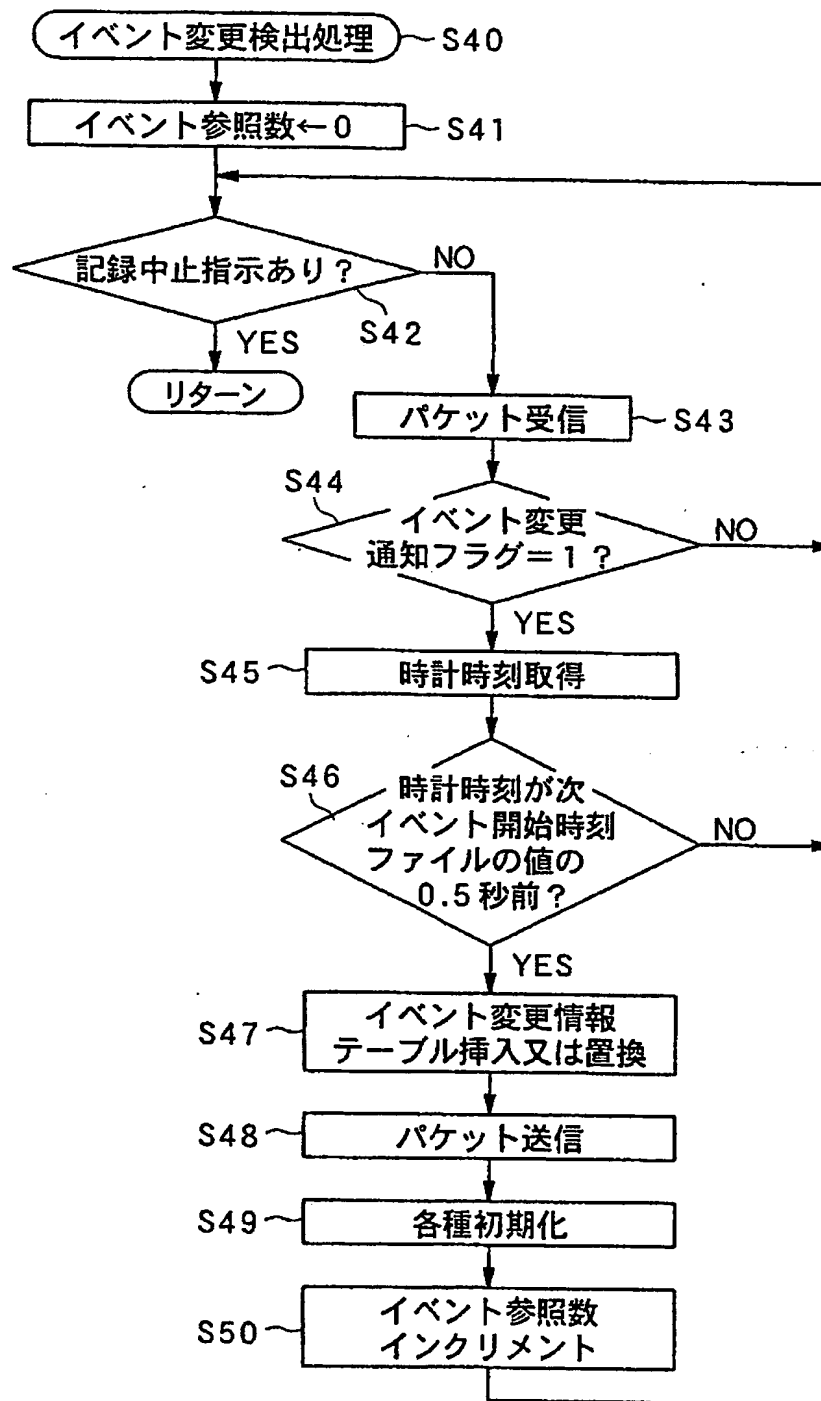 イベント変更検出処理 S40
イベント参照数←0 S41
記録中止指示あり? NO
S42
YES
リターン
パケット受信 S43
S44
イベント変更
通知フラグ=1? NO
YES
S45 時計時刻取得
S46
時計時刻が次
イベント開始時刻 NO
ファイルの値の
0.5秒前?
YES
S47 イベント変更情報
テーブル挿入又は置換
S48 パケット送信
S49 各種初期化
S50 イベント参照数
インクリメント